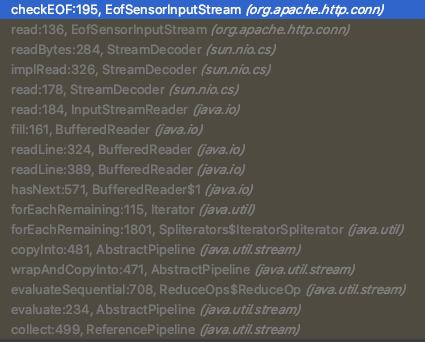 checkEOF:195, EofSensorInputStream (org.apache.http.conn)
read:136, EofSensorInputStream (org.apache.http.conn)
readBytes:284, StreamDecoder (sun.nio.cs)
implRead:326, StreamDecoder (sun.nio.cs)
read:178, StreamDecoder (sun.nio.cs)
read:184, InputStreamReader (java.io)
fill:161, BufferedReader (java.io)
readLine:324, BufferedReader (java.io)
readLine:389, BufferedReader (java.io)
hasNext:571, BufferedReader$1 (java.io)
forEachRemaining:115, Iterator (java.util)
forEachRemaining:1801, Spliterators$IteratorSpliterator (java.util)
copyInto:481, AbstractPipeline (java.util.stream)
wrapAndCopyInto:471, AbstractPipeline (java.util.stream)
evaluateSequential:708, ReduceOps$ReduceOp (java.util.stream)
evaluate:234, AbstractPipeline (java.util.stream)
collect:499, ReferencePipeline (java.util.stream)